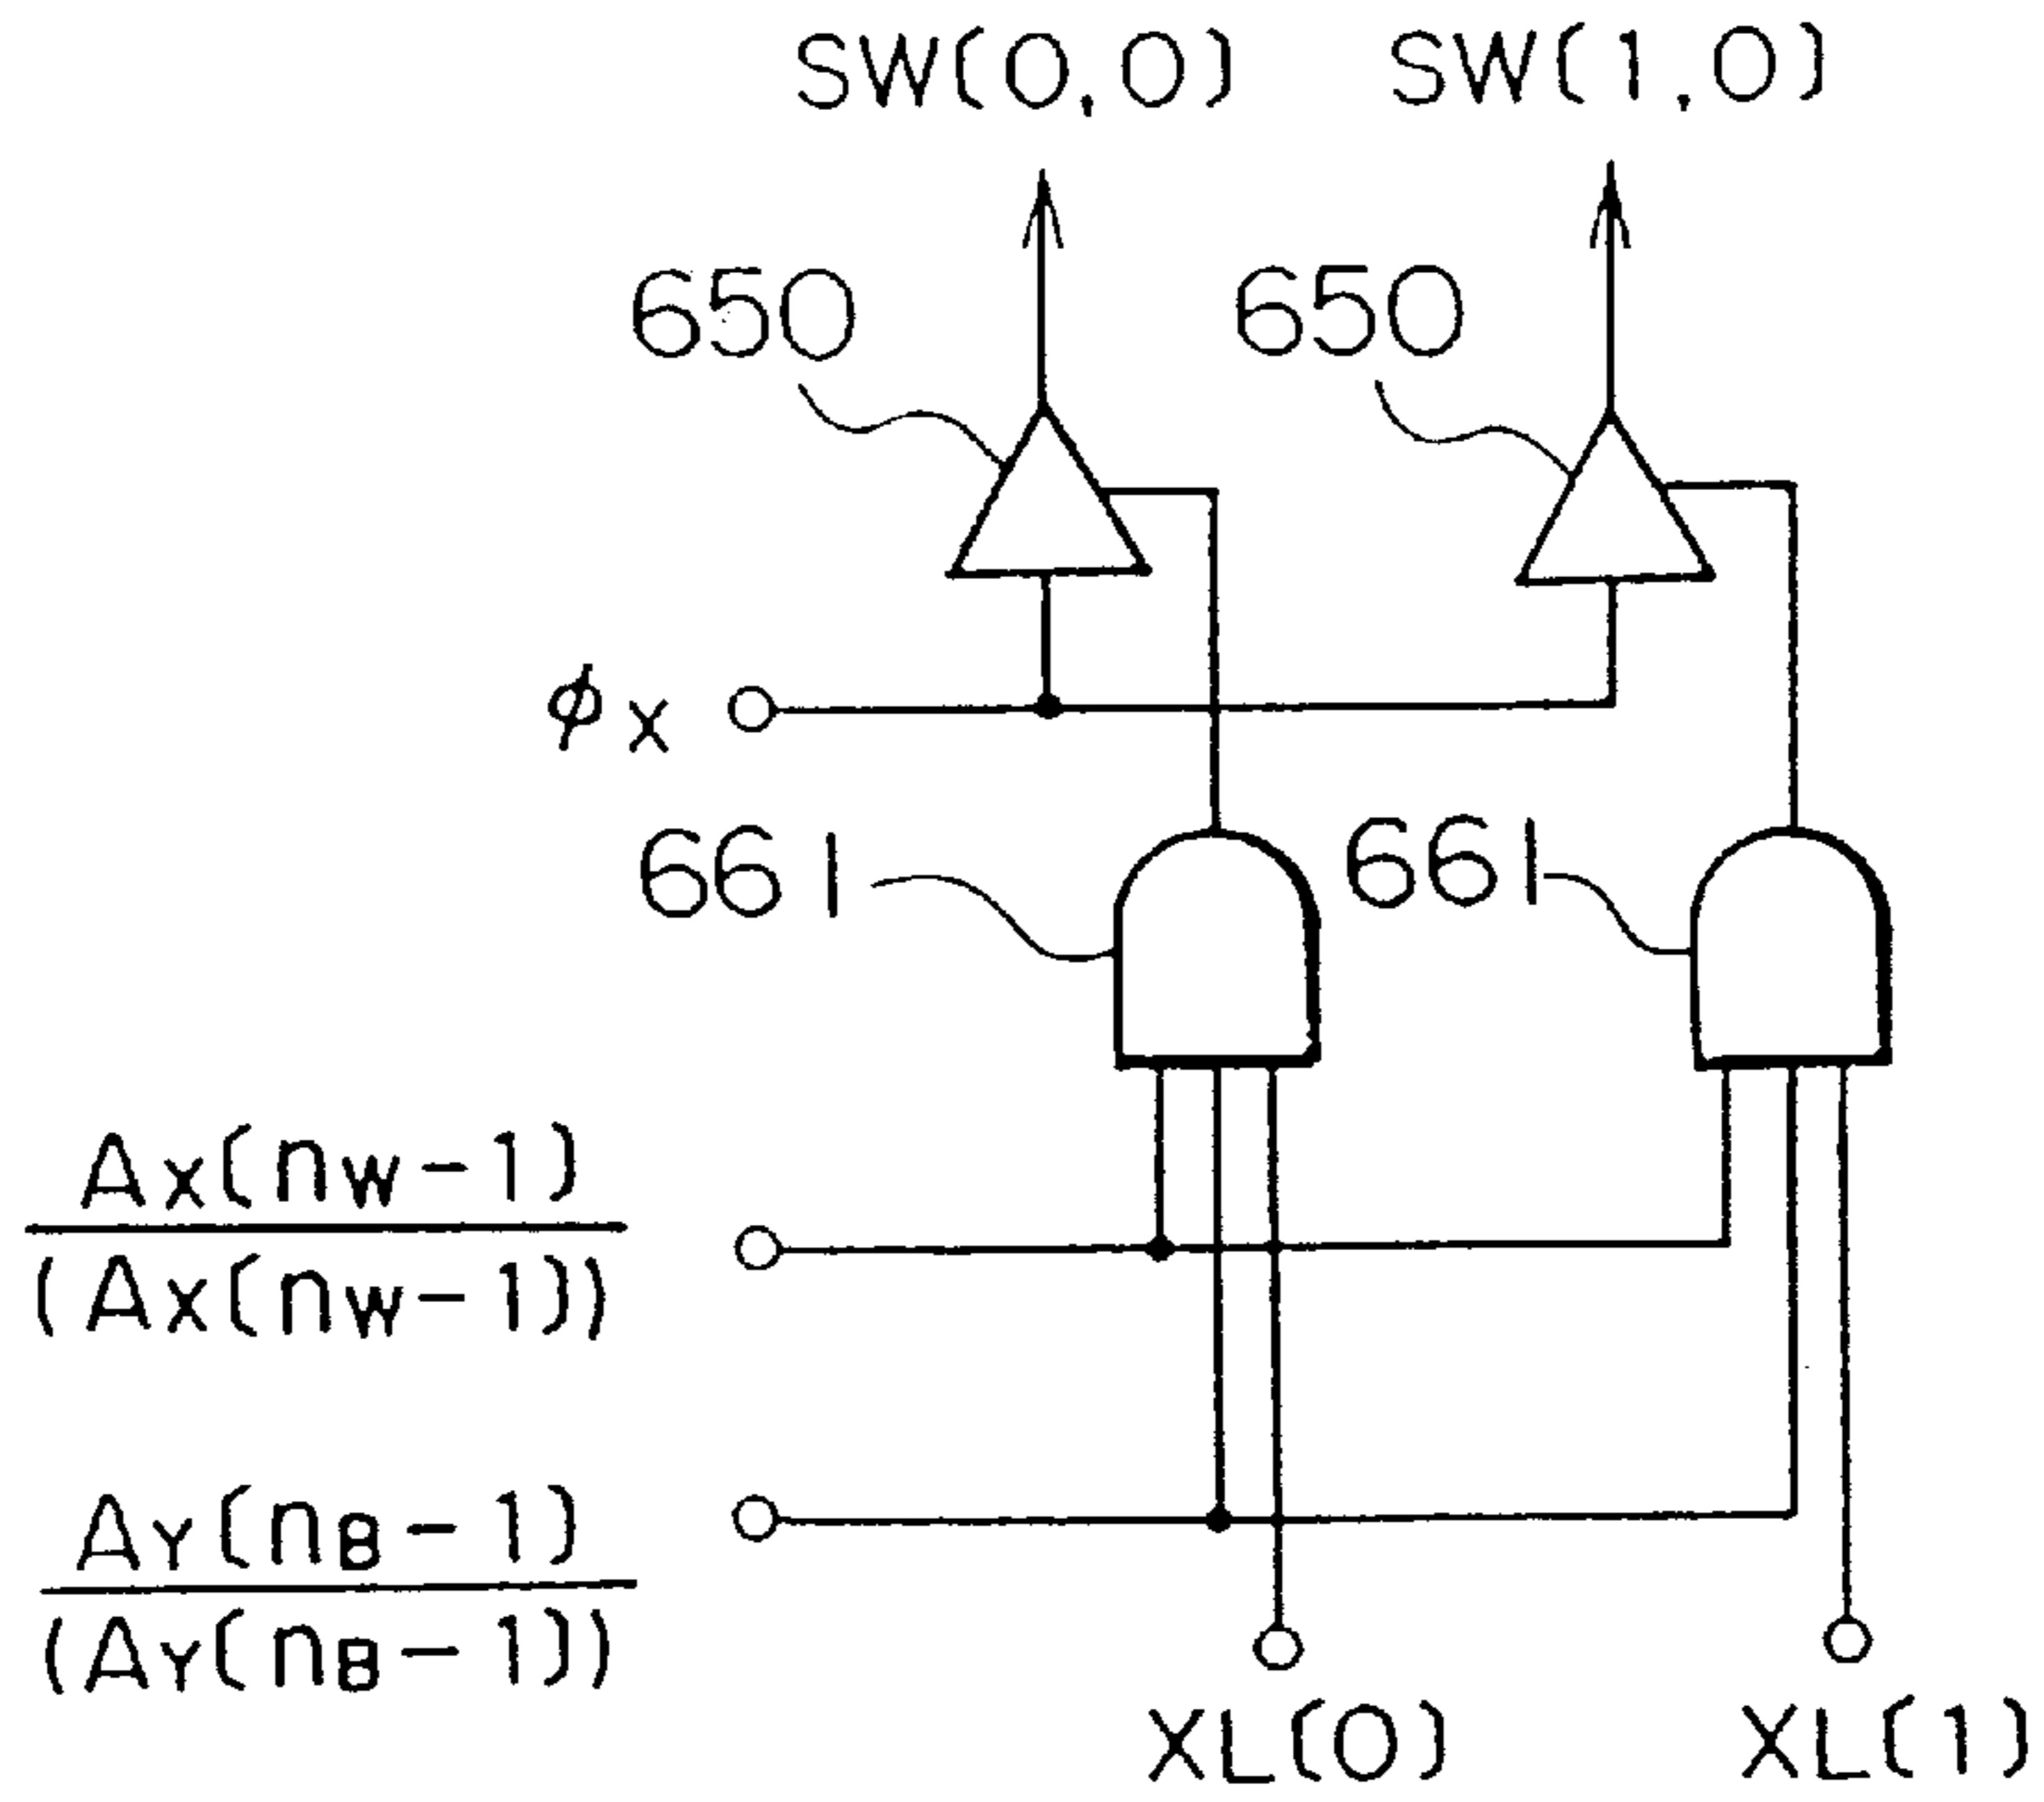 SW(0,0) SW(1,0)
650 650
φX
661 661
AX(nW-1)
(AX(nW-1))
AY(nB-1)
(AY(nB-1))
XL(0) XL(1)